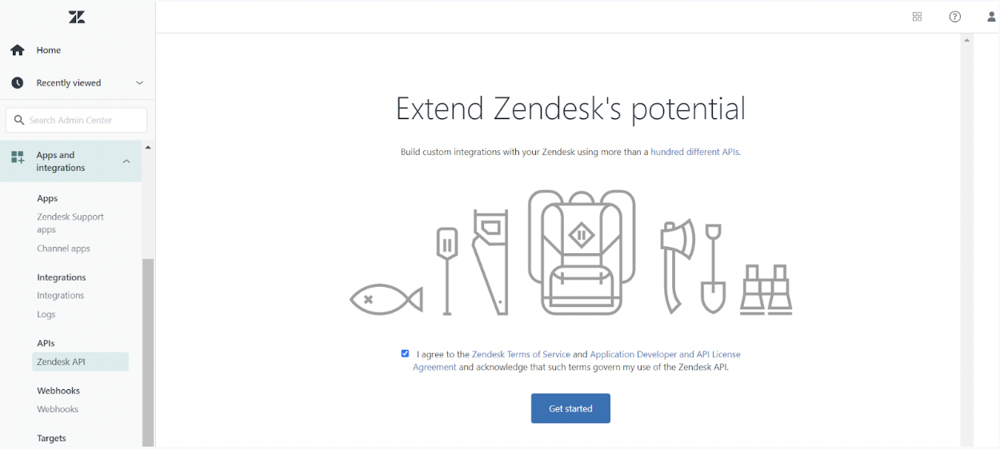 Home
Recently viewed
Search Admin Center
Apps and
integrations
Apps
Zendesk Support
apps
Channel apps
Integrations
Integrations
Logs
APIs
Zendesk API
Webhooks
Webhooks
Targets
Extend Zendesk's potential
Build custom integrations with your Zendesk using more than a hundred different APIs.
I agree to the Zendesk Terms of Service and Application Developer and API License
Agreement and acknowledge that such terms govern my use of the Zendesk API.
Get started